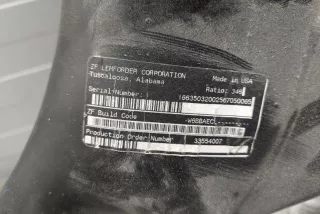 ZF LEMFORDER CORPORATION
Tuscaloosa, Alabama
Made in USA
Ratio: 346
Serial Number:
ZF Build Code
Production Order Number
33554007